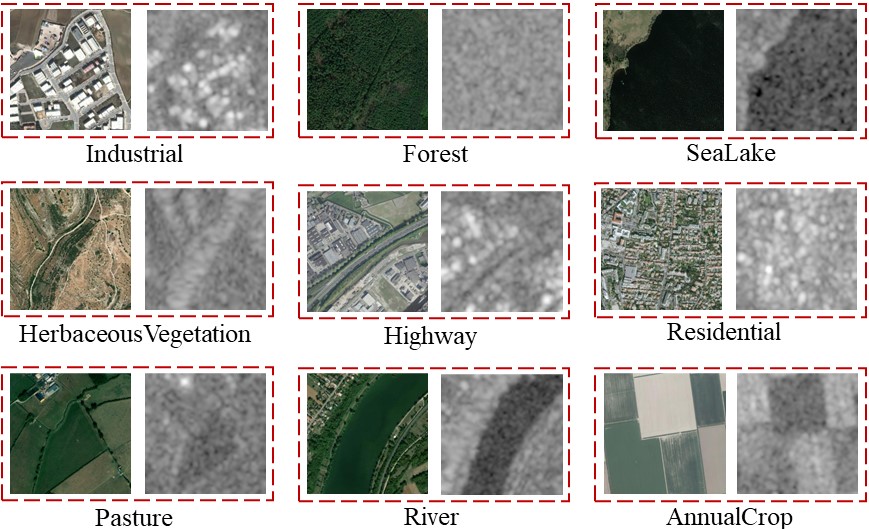 Industrial
Forest
SeaLake
HerbaceousVegetation
Highway
Residential
Pasture
River
AnnualCrop